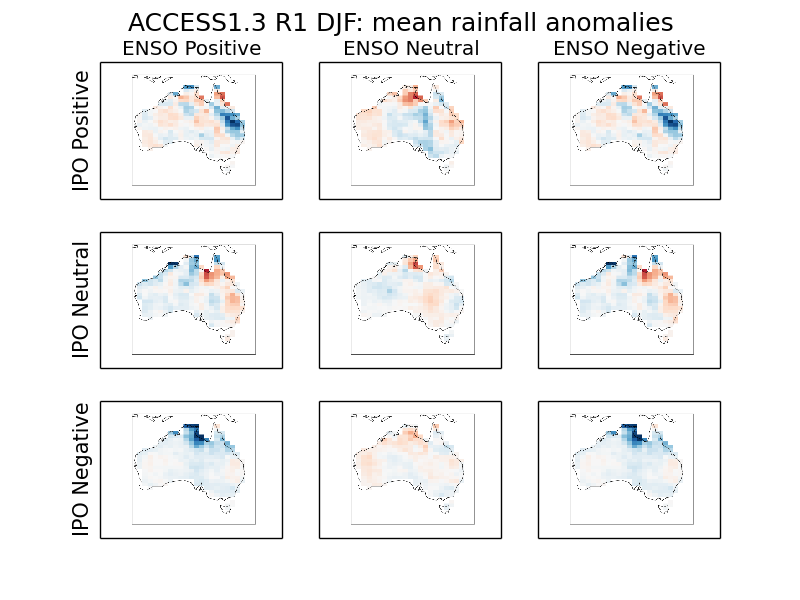 ACCESS1.3 R1 DJF: mean rainfall anomalies
ENSO Positive
ENSO Neutral
ENSO Negative
IPO Positive
IPO Neutral
IPO Negative